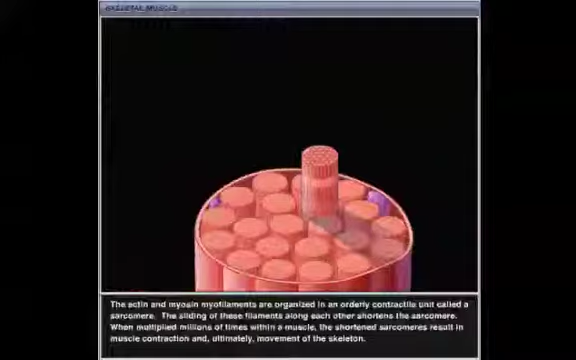 SKELETAL MUSCLE
The actin and myosin myofilaments are organized in an orderly contractile unit called a
sarcomere. The sliding of these filaments along each other shortens the sarcomere.
When multiplied millions of times within a muscle, the shortened sarcomeres result in
muscle contraction and, ultimately, movement of the skeleton.